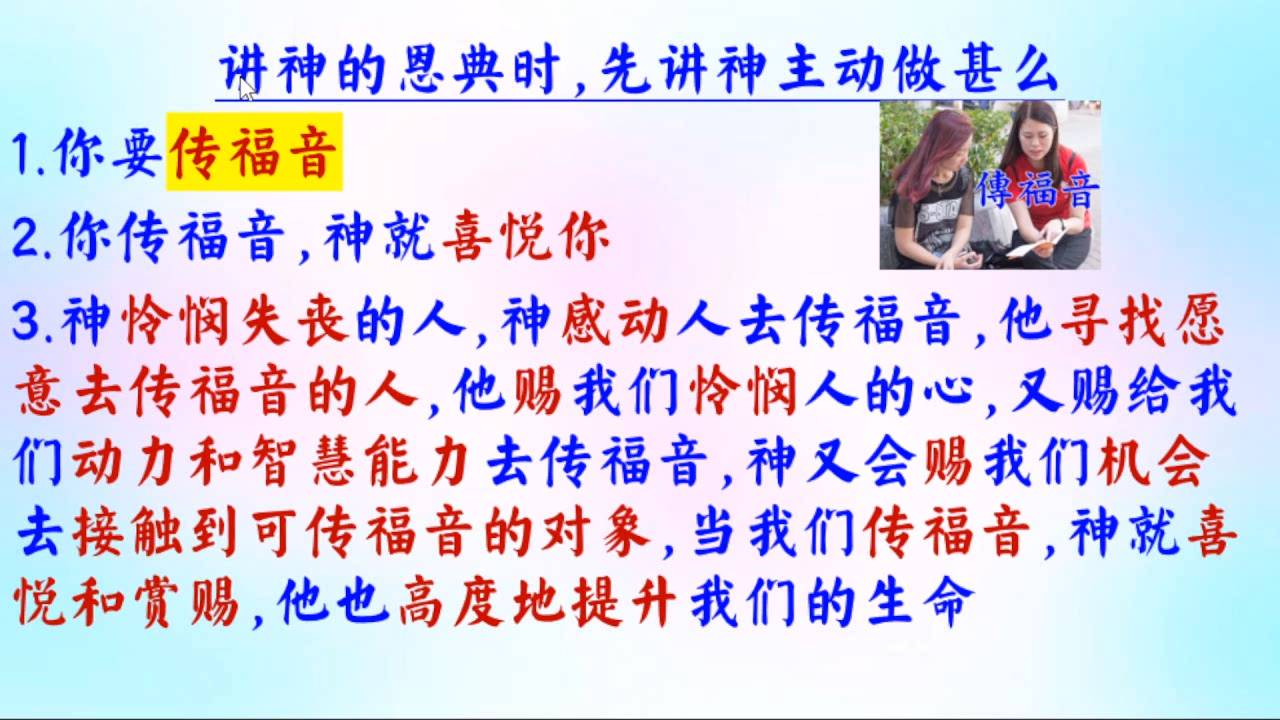 讲神的恩典时,先讲神主动做甚么
1.你要传福音
傳福音
2.你传福音,神就喜悦你
3.神怜悯失丧的人,神感动人去传福音,他寻找愿
意去传福音的人,他赐我们怜悯人的心,又赐给我
们动力和智慧能力去传福音,神又会赐我们机会
去接触到可传福音的对象,当我们传福音,神就喜
悦和赏赐,他也高度地提升我们的生命